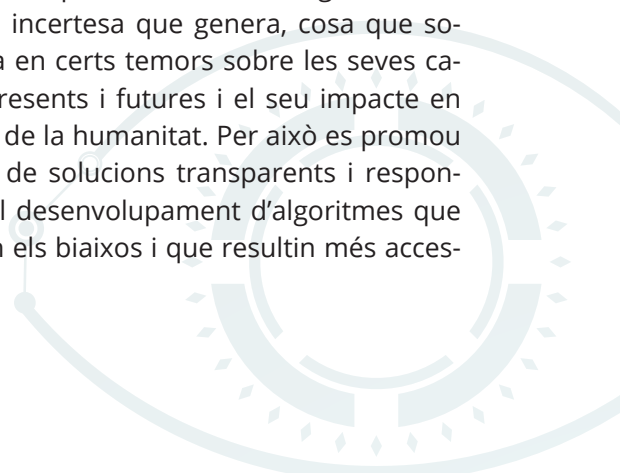 incertesa que genera, cosa que so-
en certs temors sobre les seves ca-
resents i futures i el seu impacte en
de la humanitat. Per això es promou
de solucions transparents i respon-
l desenvolupament d’algoritmes que
els biaixos i que resultin més acces-